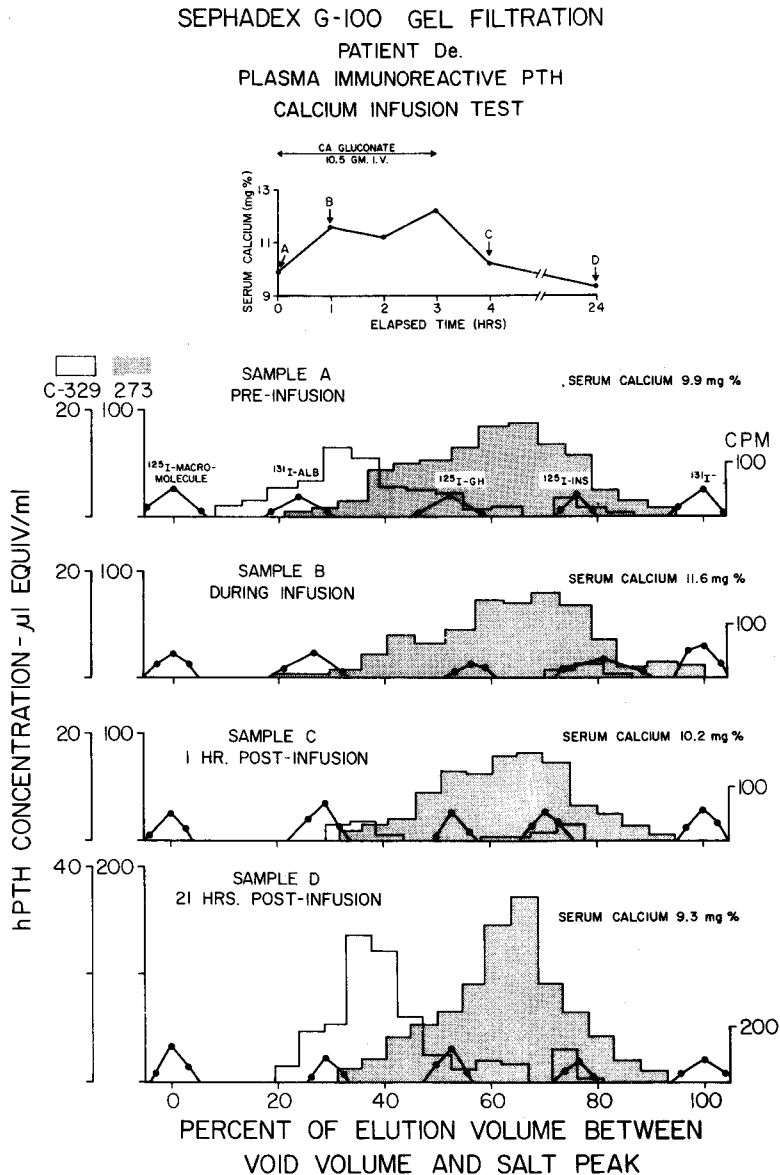 SEPHADEX G-100 GEL FILTRATION
PATIENT De.
PLASMA IMMUNOREACTIVE PTH
CALCIUM INFUSION TEST
CA GLUCONATE
10.5 GM. I.V.
SERUM CALCIUM (mg %)
13
11
9
A
B
C
D
0 1 2 3 4 24
ELAPSED TIME (HRS)
C-329 273
SAMPLE A
PRE-INFUSION
SERUM CALCIUM 9.9 mg %
20 100
CPM
100
125I-MACRO-
MOLECULE
131I-ALB
125I-GH
125I-INS
131I-
SAMPLE B
DURING INFUSION
SERUM CALCIUM 11.6 mg %
20 100
100
SAMPLE C
1 HR. POST-INFUSION
SERUM CALCIUM 10.2 mg %
20 100
100
SAMPLE D
21 HRS. POST-INFUSION
SERUM CALCIUM 9.3 mg %
40 200
200
hPTH CONCENTRATION-µl EQUIV/ml
0 20 40 60 80 100
PERCENT OF ELUTION VOLUME BETWEEN
VOID VOLUME AND SALT PEAK